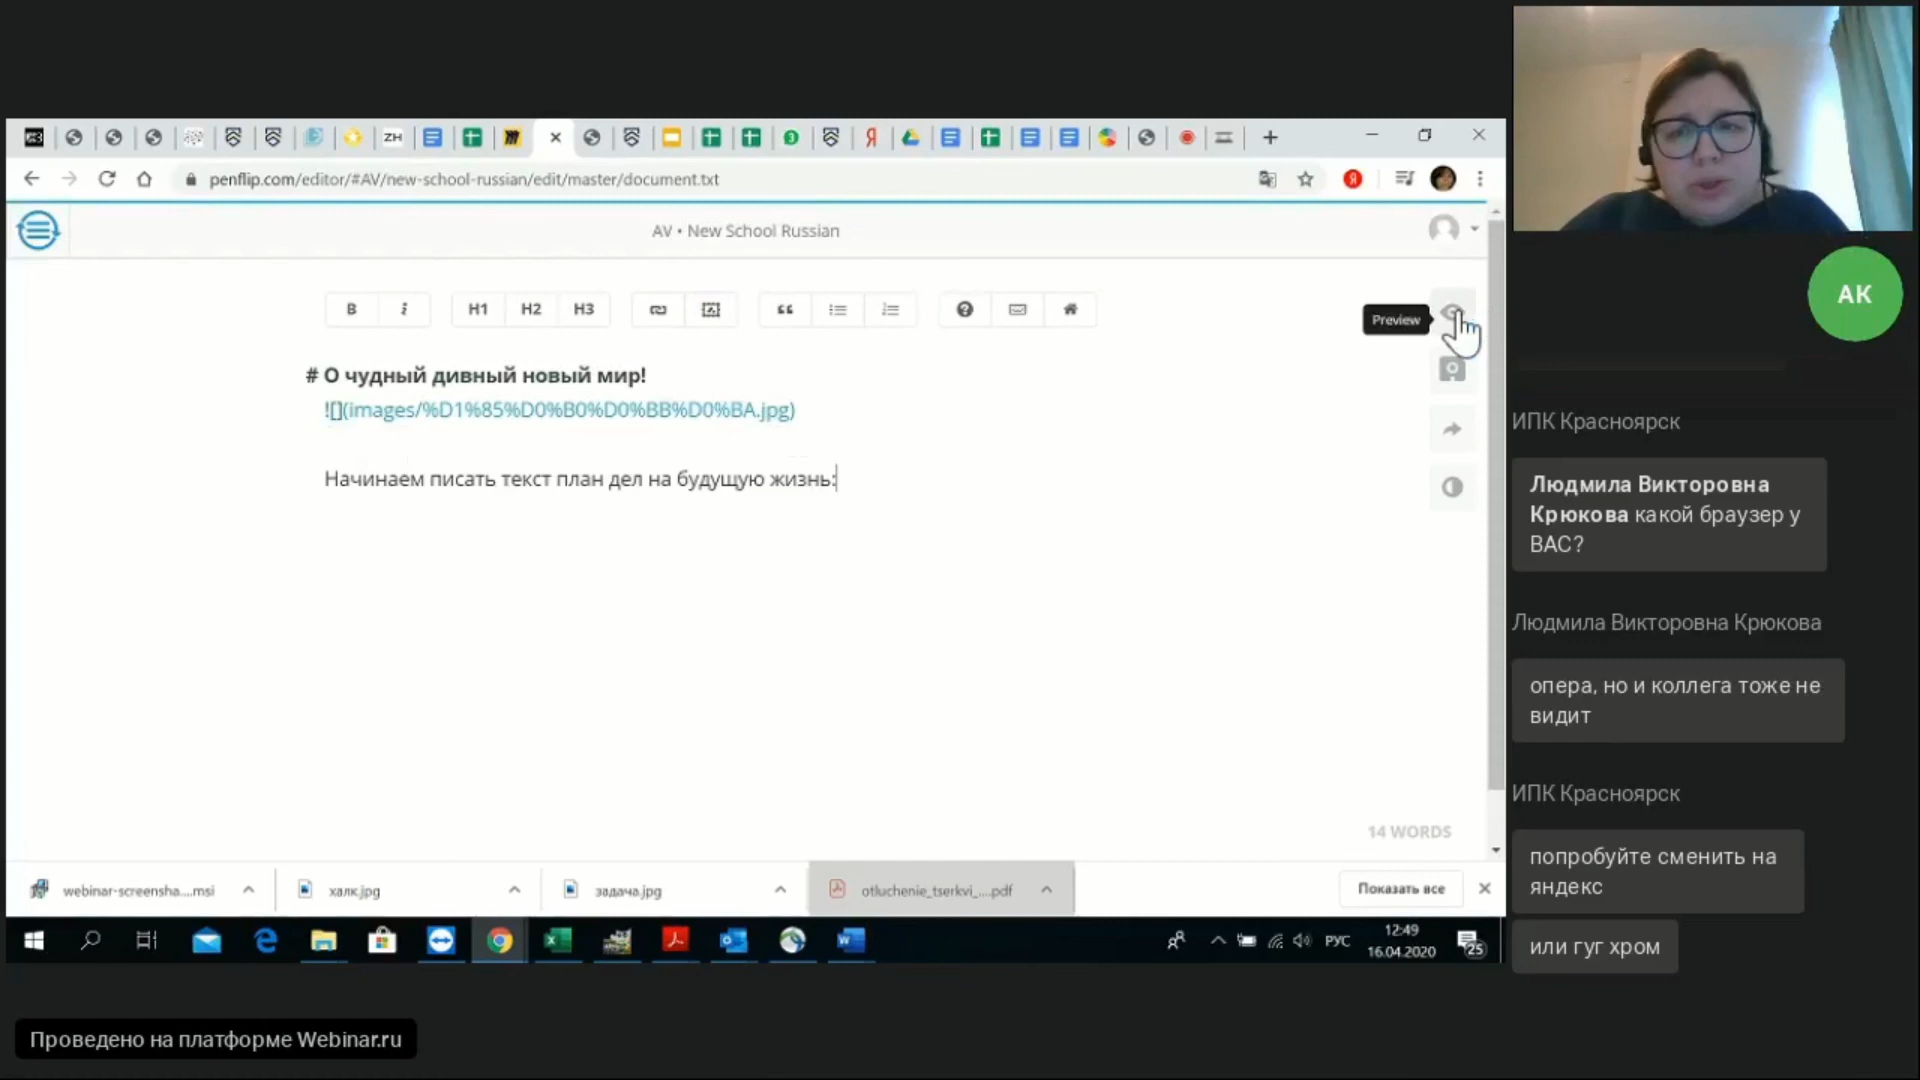 ZH
penflip.com/editor/#AV/new-school-russian/edit/master/document.txt
AV • New School Russian
B i H1 H2 H3
Preview
# О чудный дивный новый мир!
![](images/%D1%85%D0%B0%D0%BB%D0%BA.jpg)
Начинаем писать текст план дел на будущую жизнь:
14 WORDS
webinar-screensha....msi
халк.jpg
задача.jpg
otluchenie_tserkvi_....pdf
Показать все
РУС
12:49
16.04.2020
25
Проведено на платформе Webinar.ru
АК
ИПК Красноярск
Людмила Викторовна
Крюкова какой браузер у
ВАС?
Людмила Викторовна Крюкова
опера, но и коллега тоже не
видит
ИПК Красноярск
попробуйте сменить на
яндекс
или гуг хром